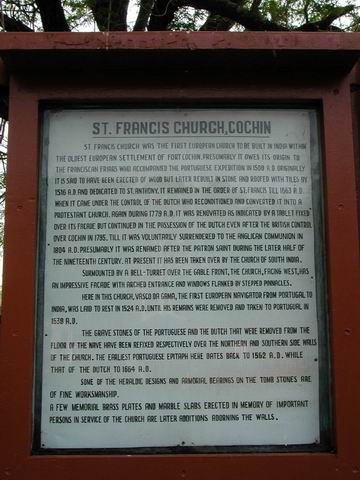 ST. FRANCIS CHURCH, COCHIN
ST. FRANCIS CHURCH WAS THE FIRST EUROPEAN CHURCH TO BE BUILT IN INDIA WITHIN
THE OLDEST EUROPEAN SETTLEMENT OF FORT COCHIN. PRESUMABLY IT OWES ITS ORIGIN TO
THE FRANCISCAN FRIARS WHO ACCOMPAINED THE PORTUGUESE EXPEDITION IN 1500 A.D. ORIGINALLY
IT IS SAID TO HAVE BEEN ERECTED OF WOOD BUT LATER REBUILT IN STONE AND ROOFED WITH TILES BY
1516 A.D AND DEDICATED TO ST. ANTHONY. IT REMAINED IN THE ORDER OF ST. FRANCIS TILL 1663 A.D.
WHEN IT CAME UNDER THE CONTROL OF THE DUTCH WHO RECONDITIONED AND CONVERTED IT INTO A
PROTESTANT CHURCH. AGAIN DURING 1779 A.D. IT WAS RENOVATED AS INDICATED BY A TABLET FIXED
OVER ITS FACADE BUT CONTINUED IN THE POSSESSION OF THE DUTCH EVEN AFTER THE BRITISH CONTROL
OVER COCHIN IN 1795. TILL IT WAS VOLUNTARILY SURRENDERED TO THE ANGLICAN COMMUNION IN
1804 A.D. PRESUMABLY IT WAS RENAMED AFTER THE PATRON SAINT DURING THE LATER HALF OF
THE NINETEENTH CENTURY. AT PRESENT IT HAS BEEN TAKEN OVER BY THE CHURCH OF SOUTH INDIA.
SURMOUNTED BY A BELL-TURRET OVER THE GABLE FRONT, THE CHURCH, FACING WEST, HAS
AN IMPRESSIVE FACADE WITH ARCHED ENTRANCE AND WINDOWS FLANKED BY STEPPED PINNACLES.
HERE IN THIS CHURCH, VASCO DA GAMA, THE FIRST EUROPEAN NAVIGATOR FROM PORTUGAL TO
INDIA, WAS LAID TO REST IN 1524 A.D. UNTIL HIS REMAINS WERE REMOVED AND TAKEN TO PORTUGAL IN
1538 A.D.
THE GRAVE STONES OF THE PORTUGUESE AND THE DUTCH THAT WERE REMOVED FROM THE
FLOOR OF THE NAVE HAVE BEEN REFIXED RESPECTIVELY OVER THE NORTHERN AND SOUTHERN SIDE WALLS
OF THE CHURCH. THE EARLIEST PORTUGUESE EPITAPH HERE DATES BACK TO 1562 A.D. WHILE
THAT OF THE DUTCH TO 1664 A.D.
SOME OF THE HERALDIC DESIGNS AND ARMORIAL BEARINGS ON THE TOMB STONES ARE
OF FINE WORKSMANSHIP.
A FEW MEMORIAL BRASS PLATES AND MARBLE SLABS ERECTED IN MEMORY OF IMPORTANT
PERSONS IN SERVICE OF THE CHURCH ARE LATER ADDITIONS ADORNING THE WALLS.